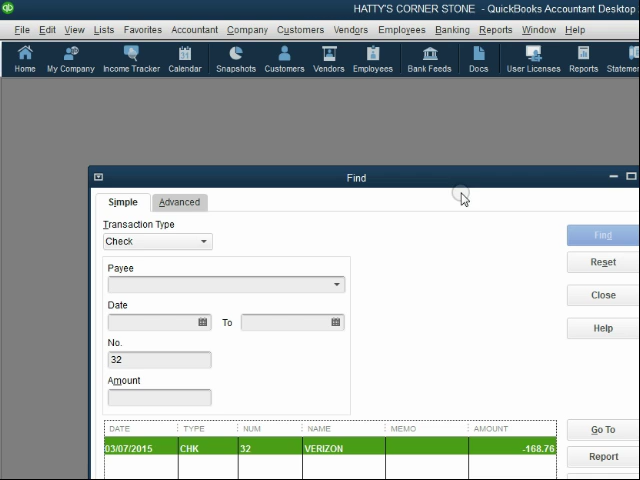 HATTY'S CORNER STONE - QuickBooks Accountant Desktop
File Edit View Lists Favorites Accountant Company Customers Vendors Employees Banking Reports Window Help
Home My Company Income Tracker Calendar Snapshots Customers Vendors Employees Bank Feeds Docs User Licenses Reports Stateme
Find
Simple Advanced
Transaction Type
Check
Find
Payee
Reset
Date
Close
To
No.
Help
32
Amount
DATE TYPE NUM NAME MEMO AMOUNT
Go To
03/07/2015 CHK 32 VERIZON -168.76
Report